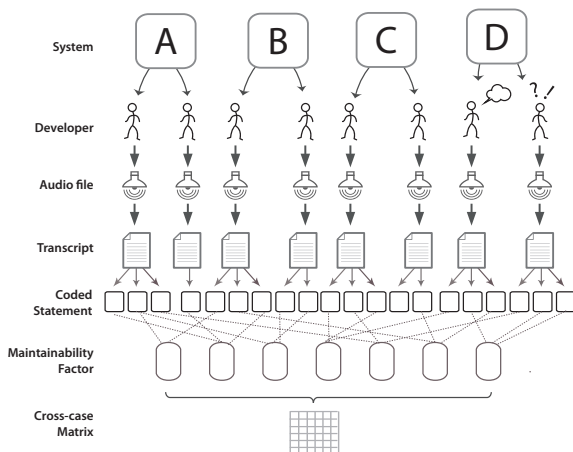 System
A
B
C
D
? !
Developer
Audio file
Transcript
Coded
Statement
Maintainability
Factor
Cross-case
Matrix